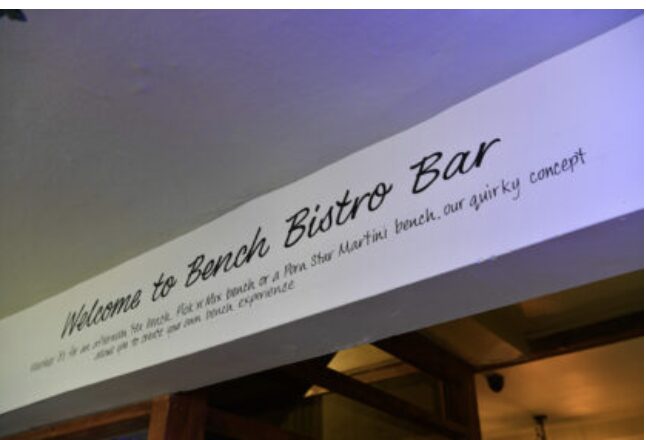 Welcome to Bench Bistro Bar
for an afternoon Tea Bench, Pick n Mix bench or a Porn Star Martini bench, our quirky concept
allows you to create your own bench experience